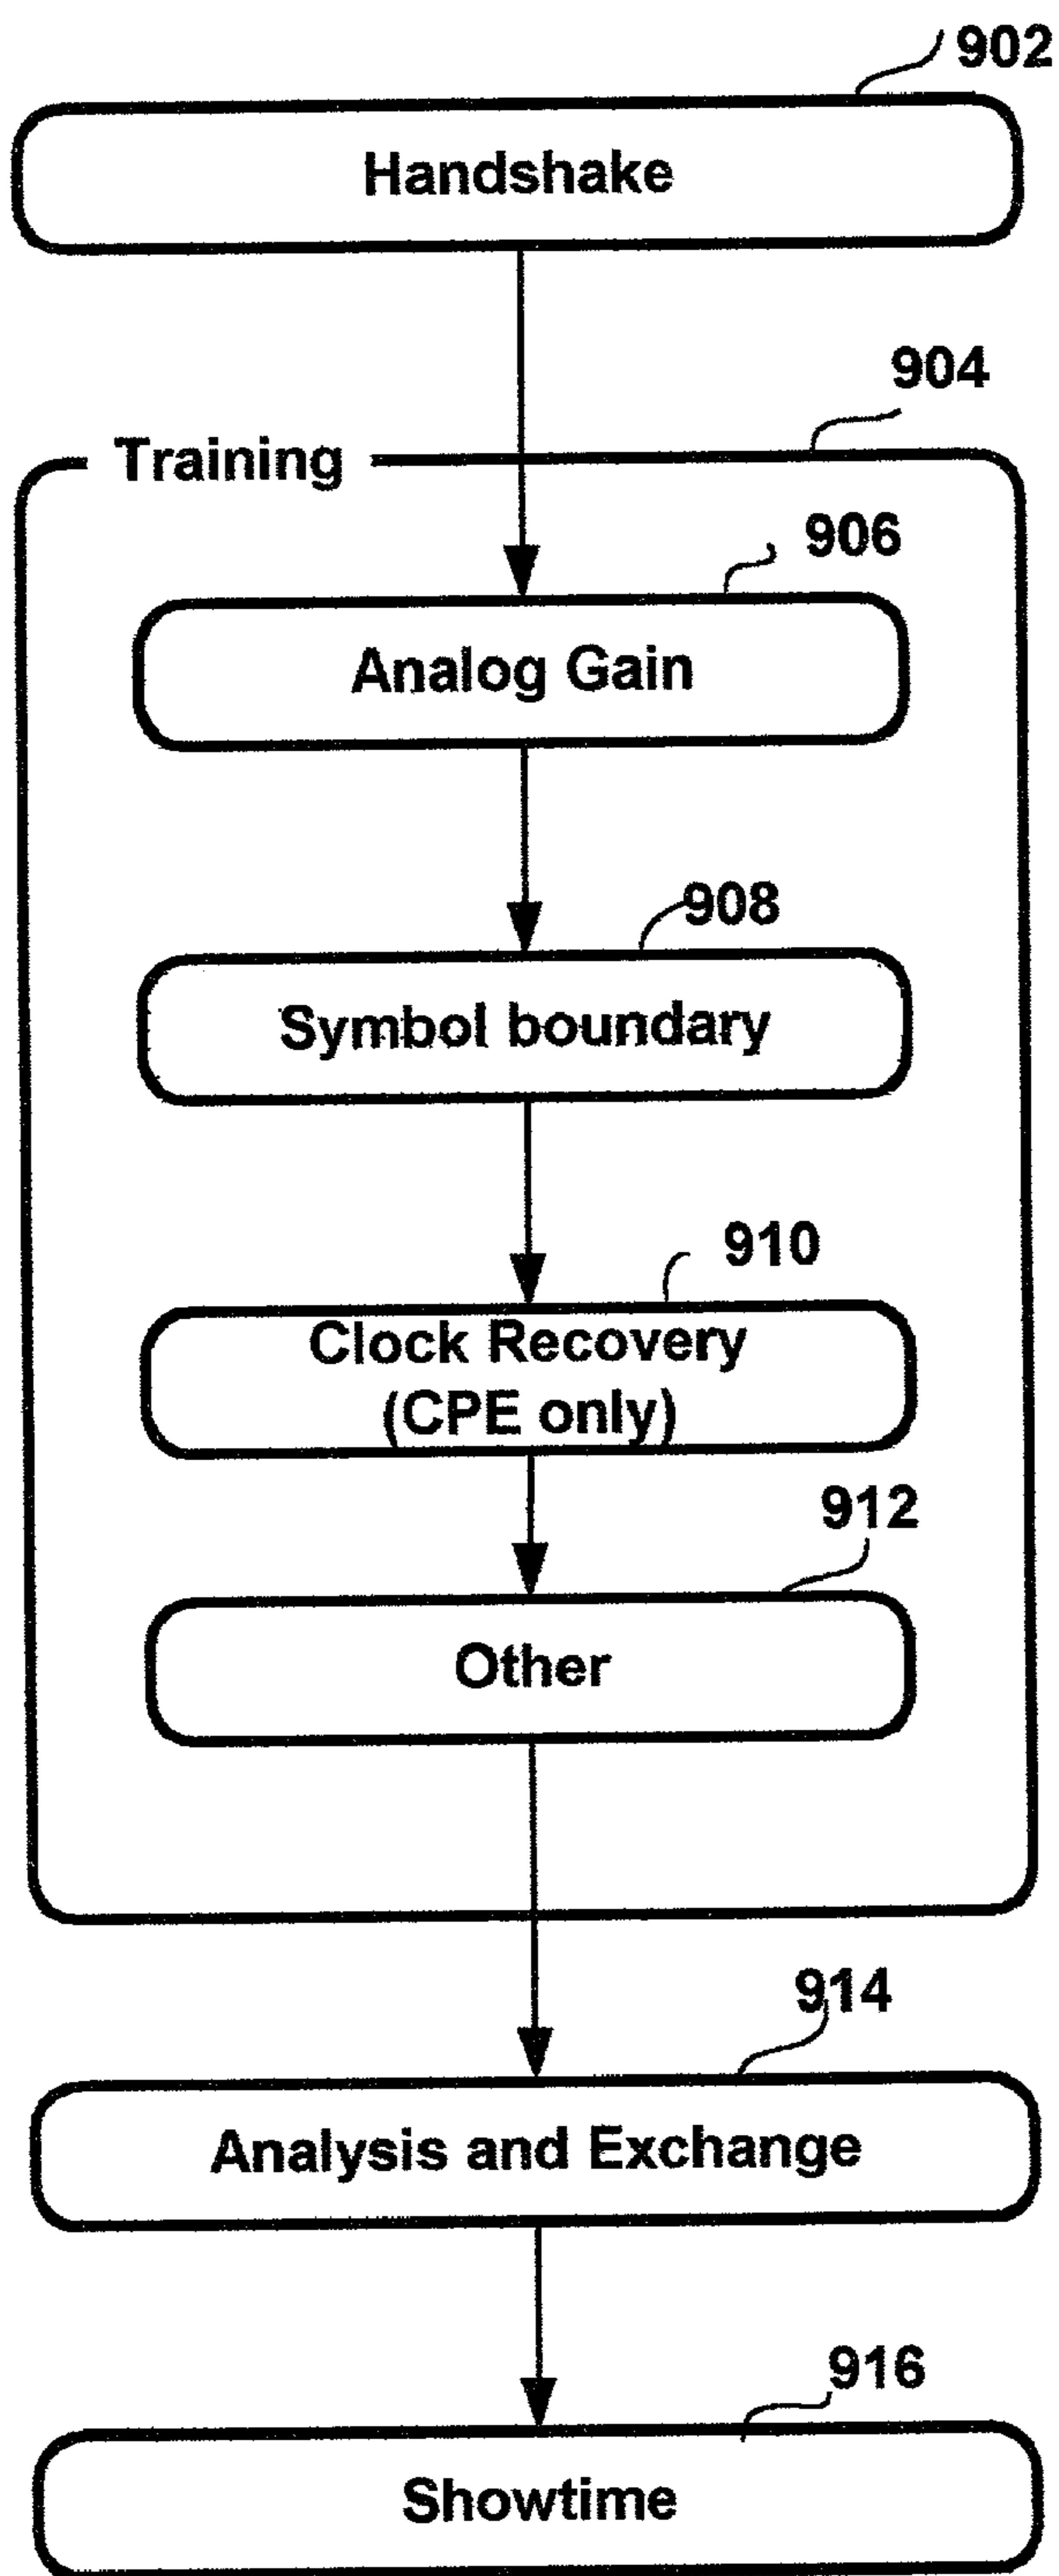 902
Handshake
904
Training
906
Analog Gain
908
Symbol boundary
910
Clock Recovery
(CPE only)
912
Other
914
Analysis and Exchange
916
Showtime